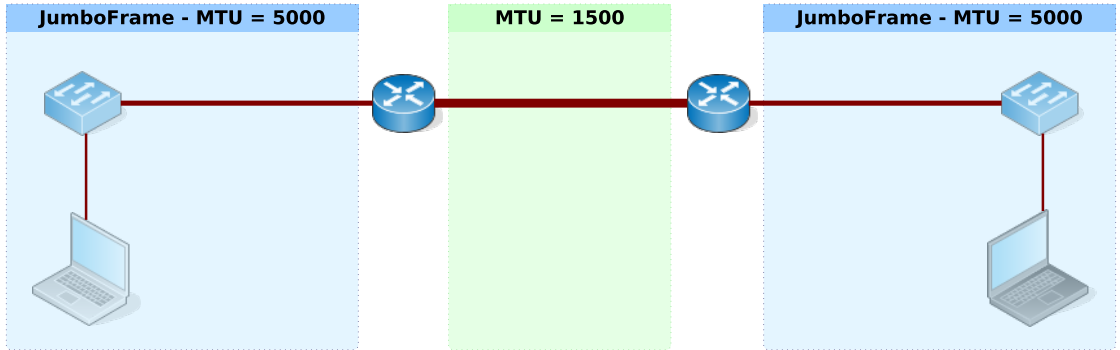 JumboFrame - MTU = 5000
MTU = 1500
JumboFrame - MTU = 5000